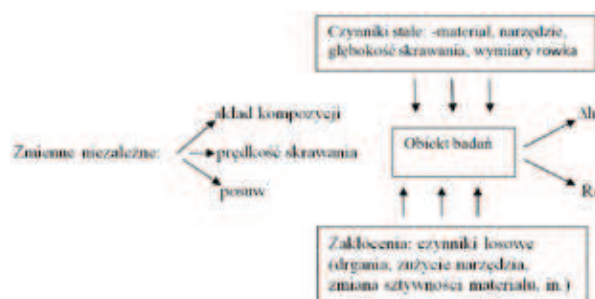 Czynniki stałe: -materiał, narzędzie,
głębokość skrawania, wymiary rowka
skład kompozycji
Zmienne niezależne:
prędkość skrawania
posuw
Obiekt badań
Δh
R
Zakłócenia: czynniki losowe
(drgania, zużycie narzędzia,
zmiana sztywności materiału, in.)